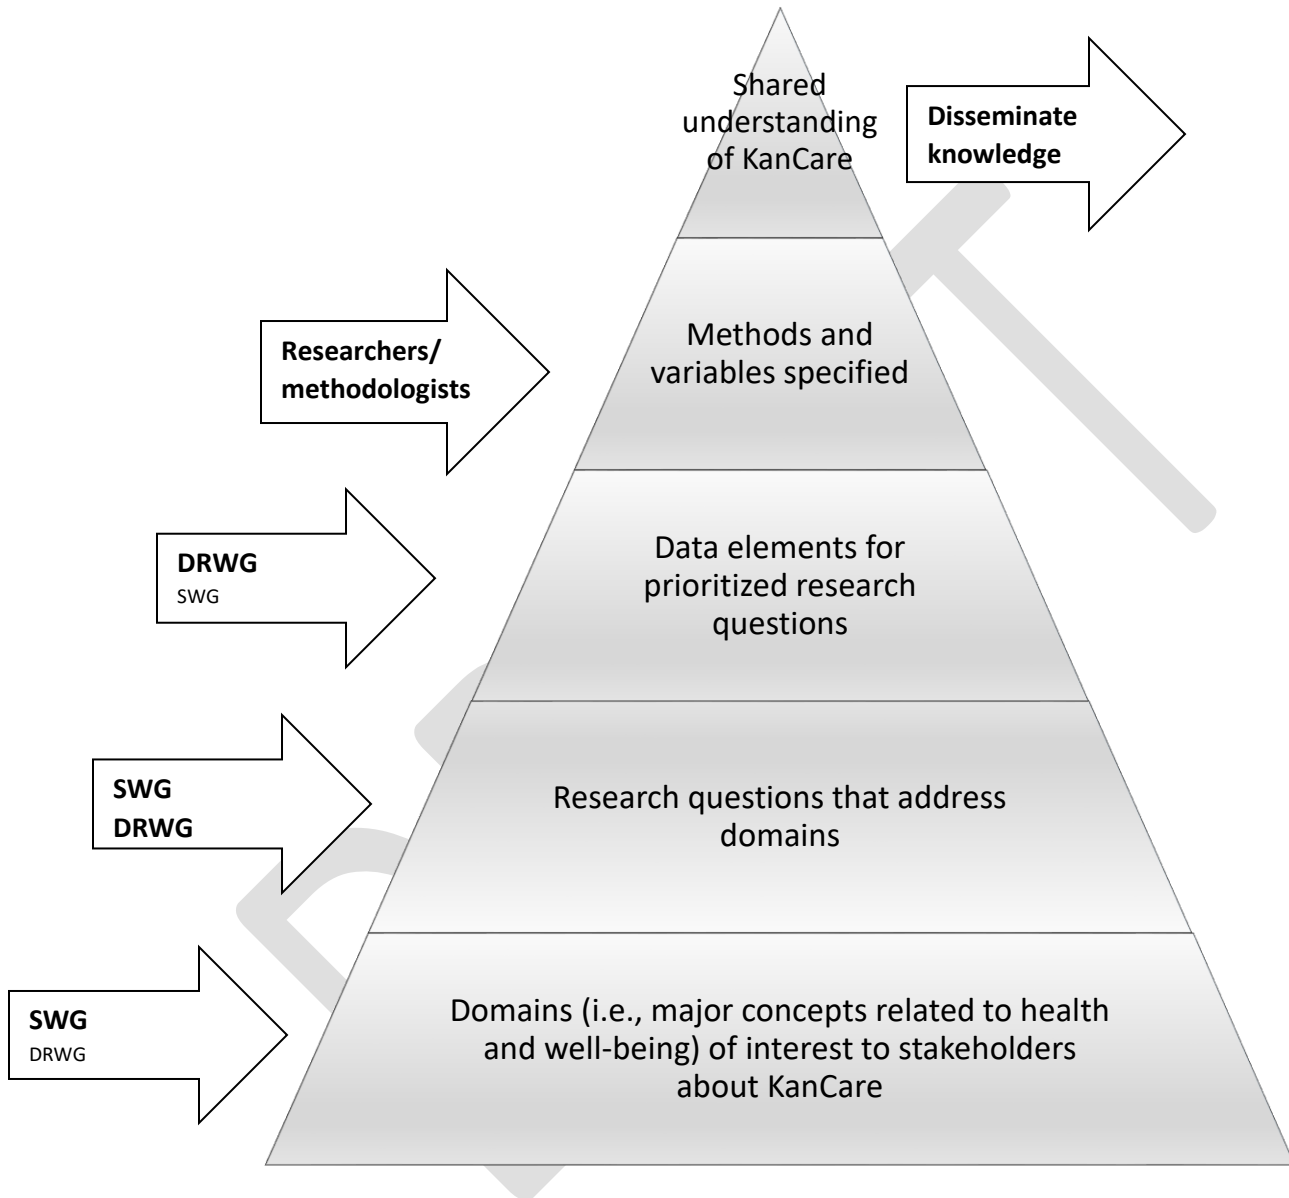 Shared
understanding
of KanCare
Disseminate
knowledge
Methods and
variables specified
Researchers/
methodologists
Data elements for
prioritized research
questions
DRWG
SWG
Research questions that address
domains
SWG
DRWG
Domains (i.e., major concepts related to health
and well-being) of interest to stakeholders
about KanCare
SWG
DRWG